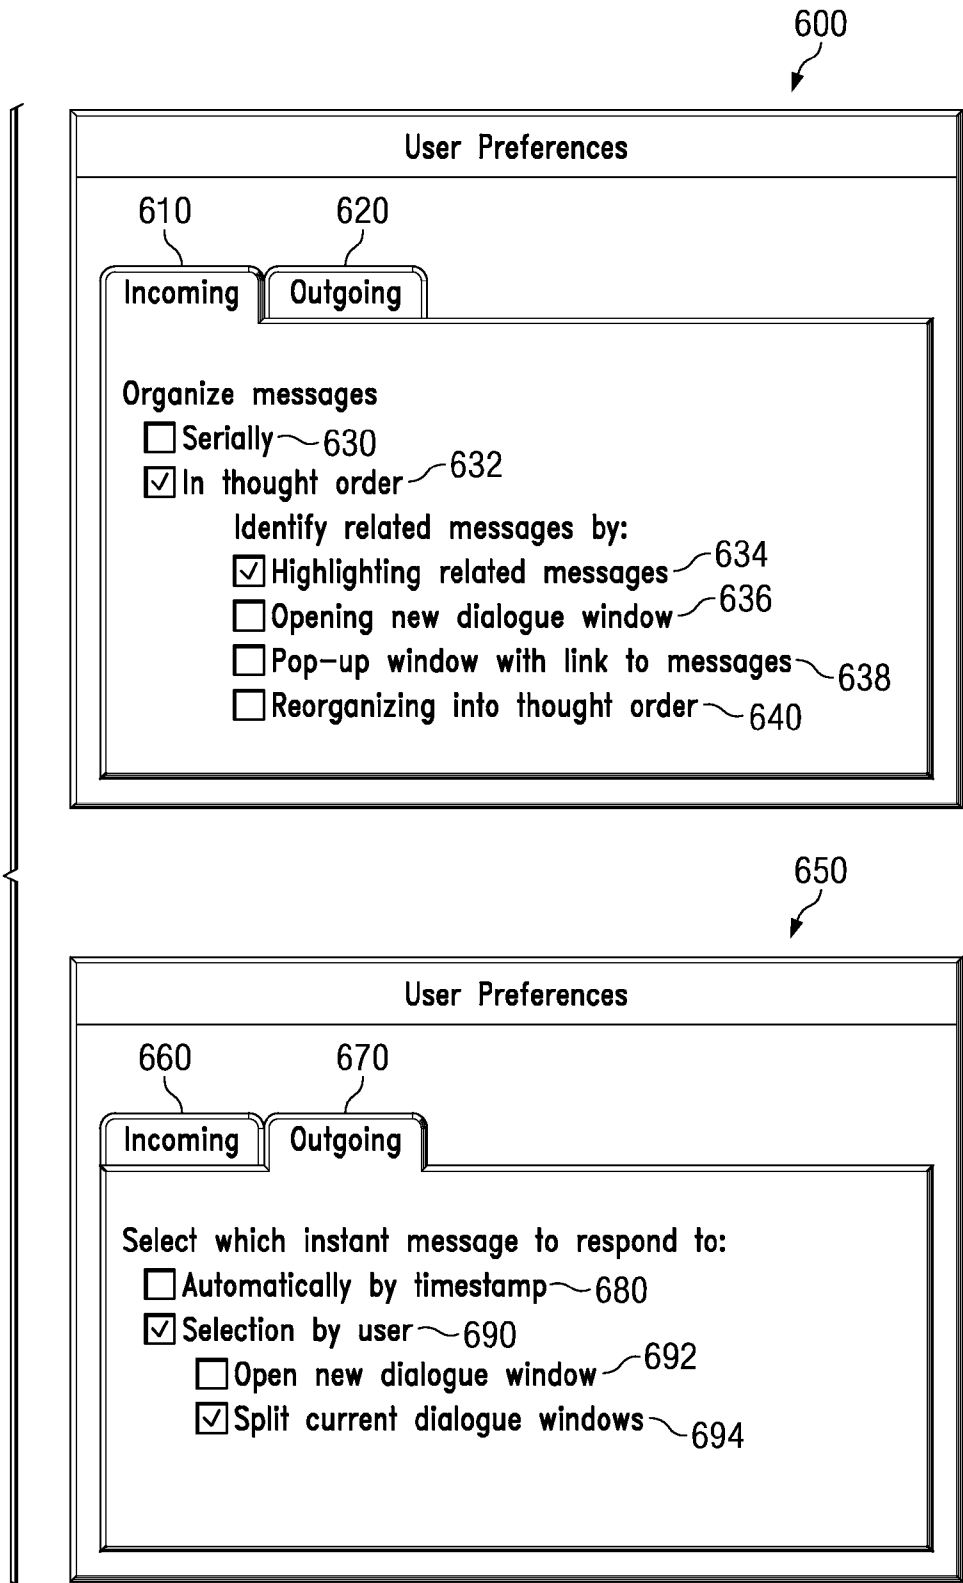 600
User Preferences
610 620
Incoming Outgoing
Organize messages
Serially 630
In thought order 632
Identify related messages by:
Highlighting related messages 634
Opening new dialogue window 636
Pop-up window with link to messages 638
Reorganizing into thought order 640
650
User Preferences
660 670
Incoming Outgoing
Select which instant message to respond to:
Automatically by timestamp 680
Selection by user 690
Open new dialogue window 692
Split current dialogue windows 694